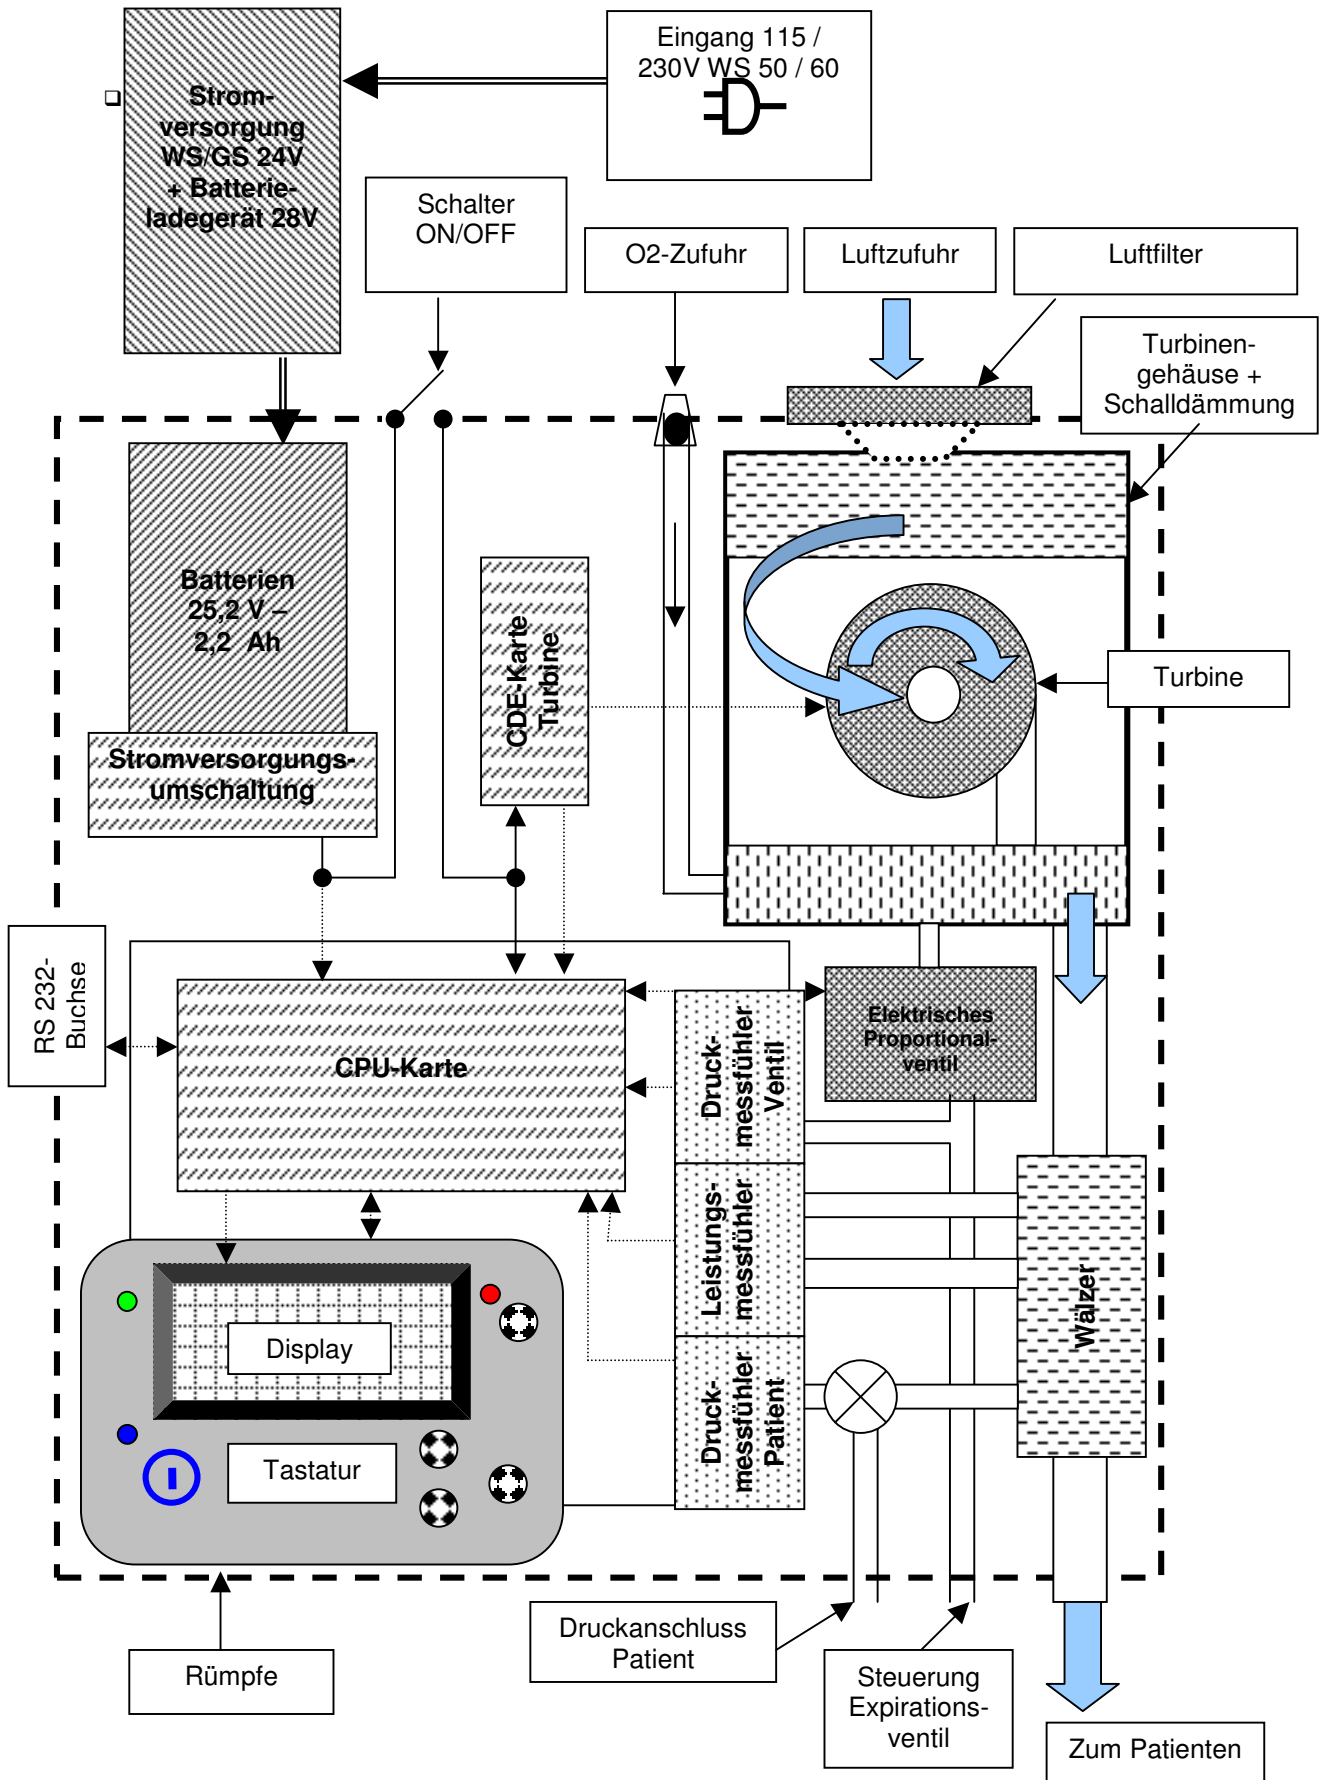 Eingang 115 /
230V WS 50 / 60
Strom-
versorgung
WS/GS 24V
+ Batterie-
ladegerät 28V
Schalter
ON/OFF
O2-Zufuhr
Luftzufuhr
Luftfilter
Turbinen-
gehäuse +
Schalldämmung
Batterien
25,2 V –
2,2 Ah
CDE-Karte
Turbine
Turbine
Stromversorgungs-
umschaltung
RS 232-
Buchse
CPU-Karte
Druck-
messfühler
Ventil
Elektrisches
Proportional-
ventil
Leistungs-
messfühler
Wälzer
Display
Druck-
messfühler
Patient
Tastatur
Druckanschluss
Patient
Rümpfe
Steuerung
Expirations-
ventil
Zum Patienten